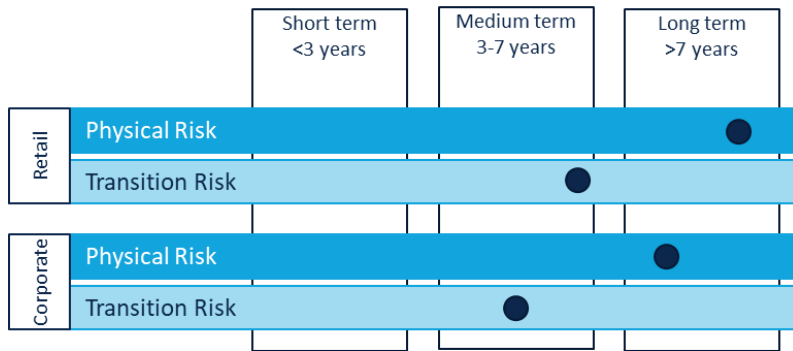 Short term
<3 years
Medium term
3-7 years
Long term
>7 years
Retail
Physical Risk
Transition Risk
Corporate
Physical Risk
Transition Risk